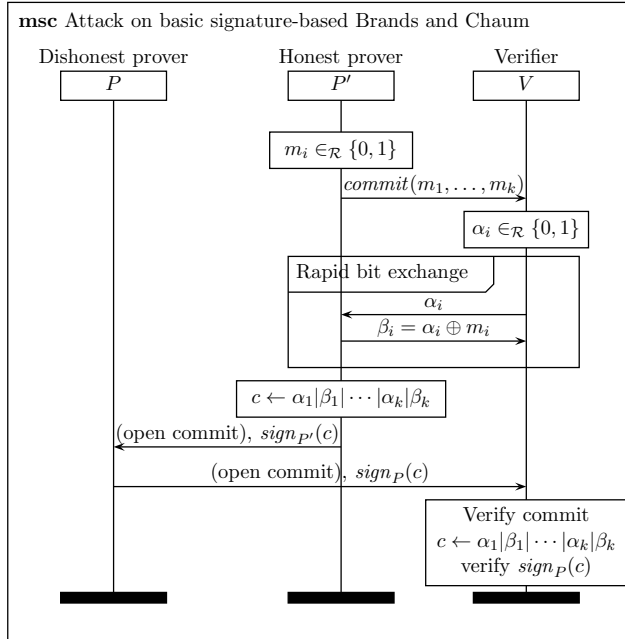 msc Attack on basic signature-based Brands and Chaum
Dishonest prover Honest prover Verifier
P P′ V
m_i ∈_R {0, 1}
commit(m_1, . . . , m_k)
α_i ∈_R {0, 1}
Rapid bit exchange
α_i
β_i = α_i ⊕ m_i
c ← α_1|β_1| · · · |α_k|β_k
(open commit), sign_P′(c)
(open commit), sign_P(c)
Verify commit
c ← α_1|β_1| · · · |α_k|β_k
verify sign_P(c)